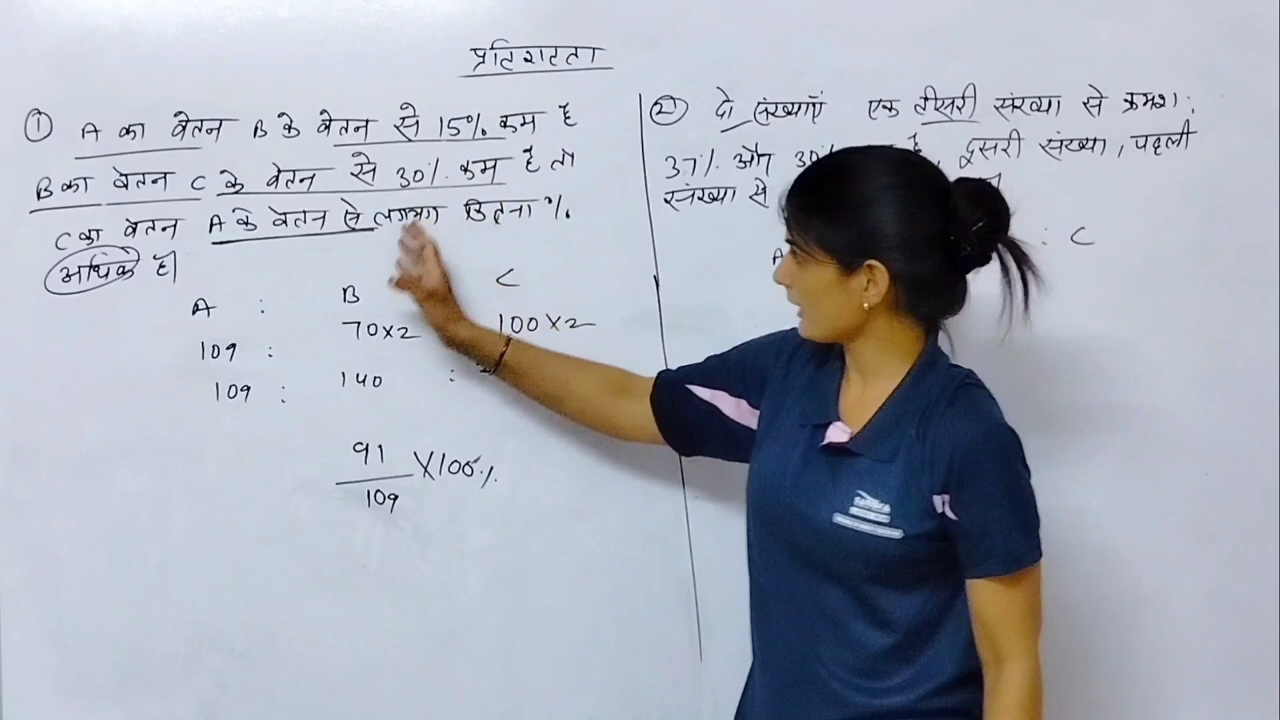 प्रतिशतता
① A का वेतन B के वेतन से 15% कम है
B का वेतन C के वेतन से 30% कम है तो
C का वेतन A के वेतन से लगभग कितना %
अधिक है।
A : B C
109 : 70×2 100×2
109 : 140 :
91
109
×100%
② दो संख्याएँ एक तीसरी संख्या से क्रमश:
37% और 30% है, दूसरी संख्या, पहली
संख्या से
A : C